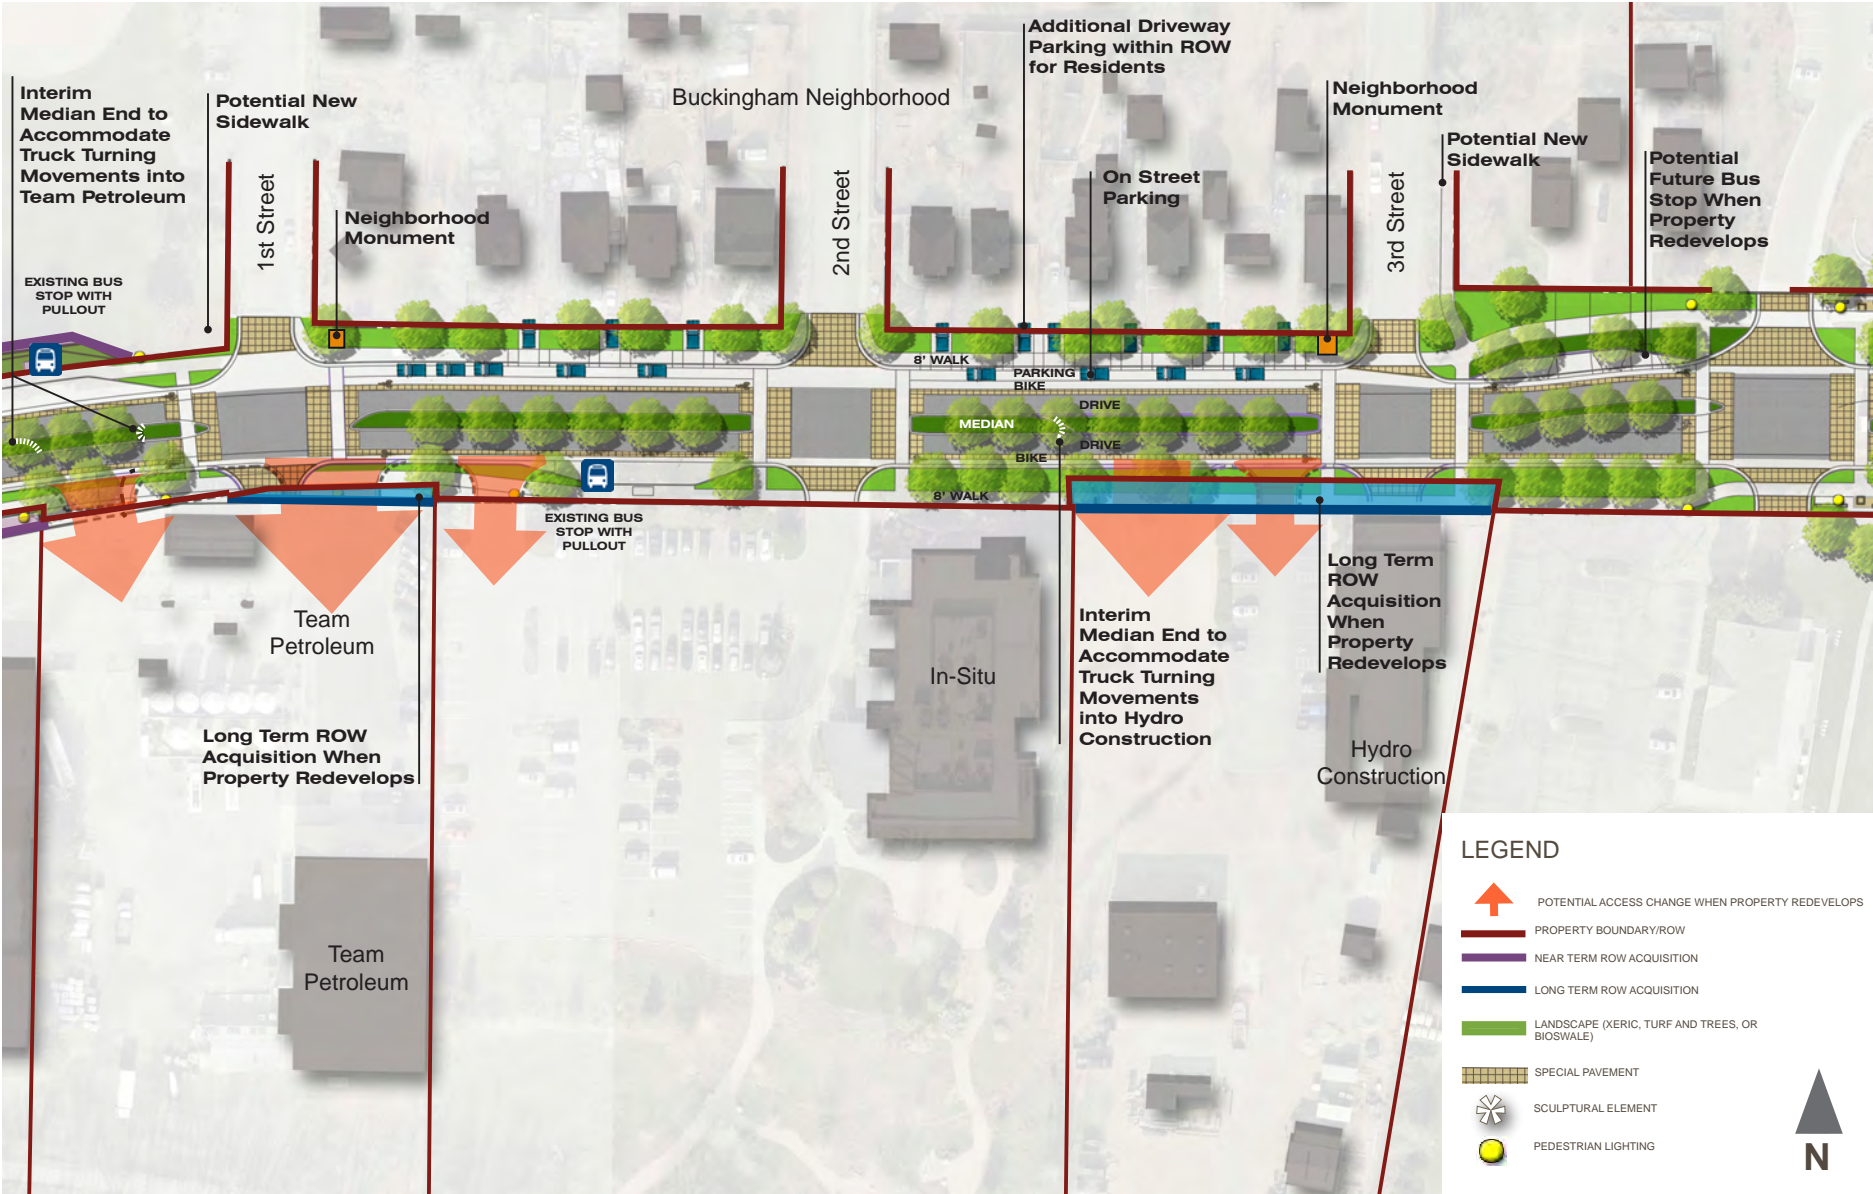 Interim
Median End to
Accommodate
Truck Turning
Movements into
Team Petroleum
Potential New
Sidewalk
1st Street
Neighborhood
Monument
EXISTING BUS
STOP WITH
PULLOUT
Buckingham Neighborhood
2nd Street
Additional Driveway
Parking within ROW
for Residents
On Street
Parking
Neighborhood
Monument
3rd Street
Potential New
Sidewalk
Potential
Future Bus
Stop When
Property
Redevelops
8' WALK
PARKING
BIKE
DRIVE
MEDIAN
DRIVE
BIKE
8' WALK
EXISTING BUS
STOP WITH
PULLOUT
Team
Petroleum
Long Term ROW
Acquisition When
Property Redevelops
In-Situ
Interim
Median End to
Accommodate
Truck Turning
Movements
into Hydro
Construction
Long Term
ROW
Acquisition
When
Property
Redevelops
Hydro
Construction
Team
Petroleum
LEGEND
POTENTIAL ACCESS CHANGE WHEN PROPERTY REDEVELOPS
PROPERTY BOUNDARY/ROW
NEAR TERM ROW ACQUISITION
LONG TERM ROW ACQUISITION
LANDSCAPE (XERIC, TURF AND TREES, OR
BIOSWALE)
SPECIAL PAVEMENT
SCULPTURAL ELEMENT
PEDESTRIAN LIGHTING
N